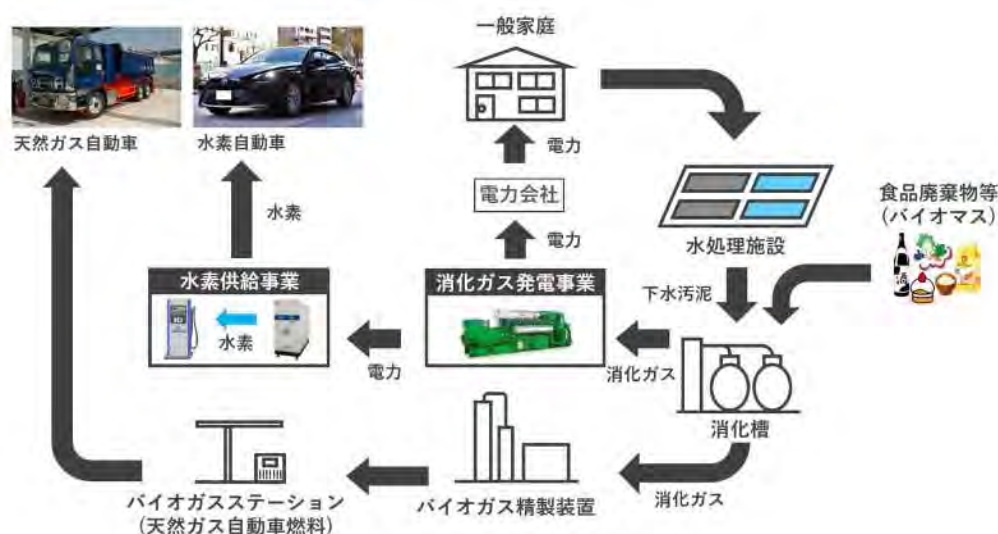 一般家庭
天然ガス自動車
水素自動車
電力
電力会社
電力
水素
食品廃棄物等
(バイオマス)
水処理施設
下水汚泥
水素供給事業
水素
電力
消化ガス発電事業
消化ガス
消化槽
消化ガス
バイオガス精製装置
バイオガスステーション
(天然ガス自動車燃料)
酒